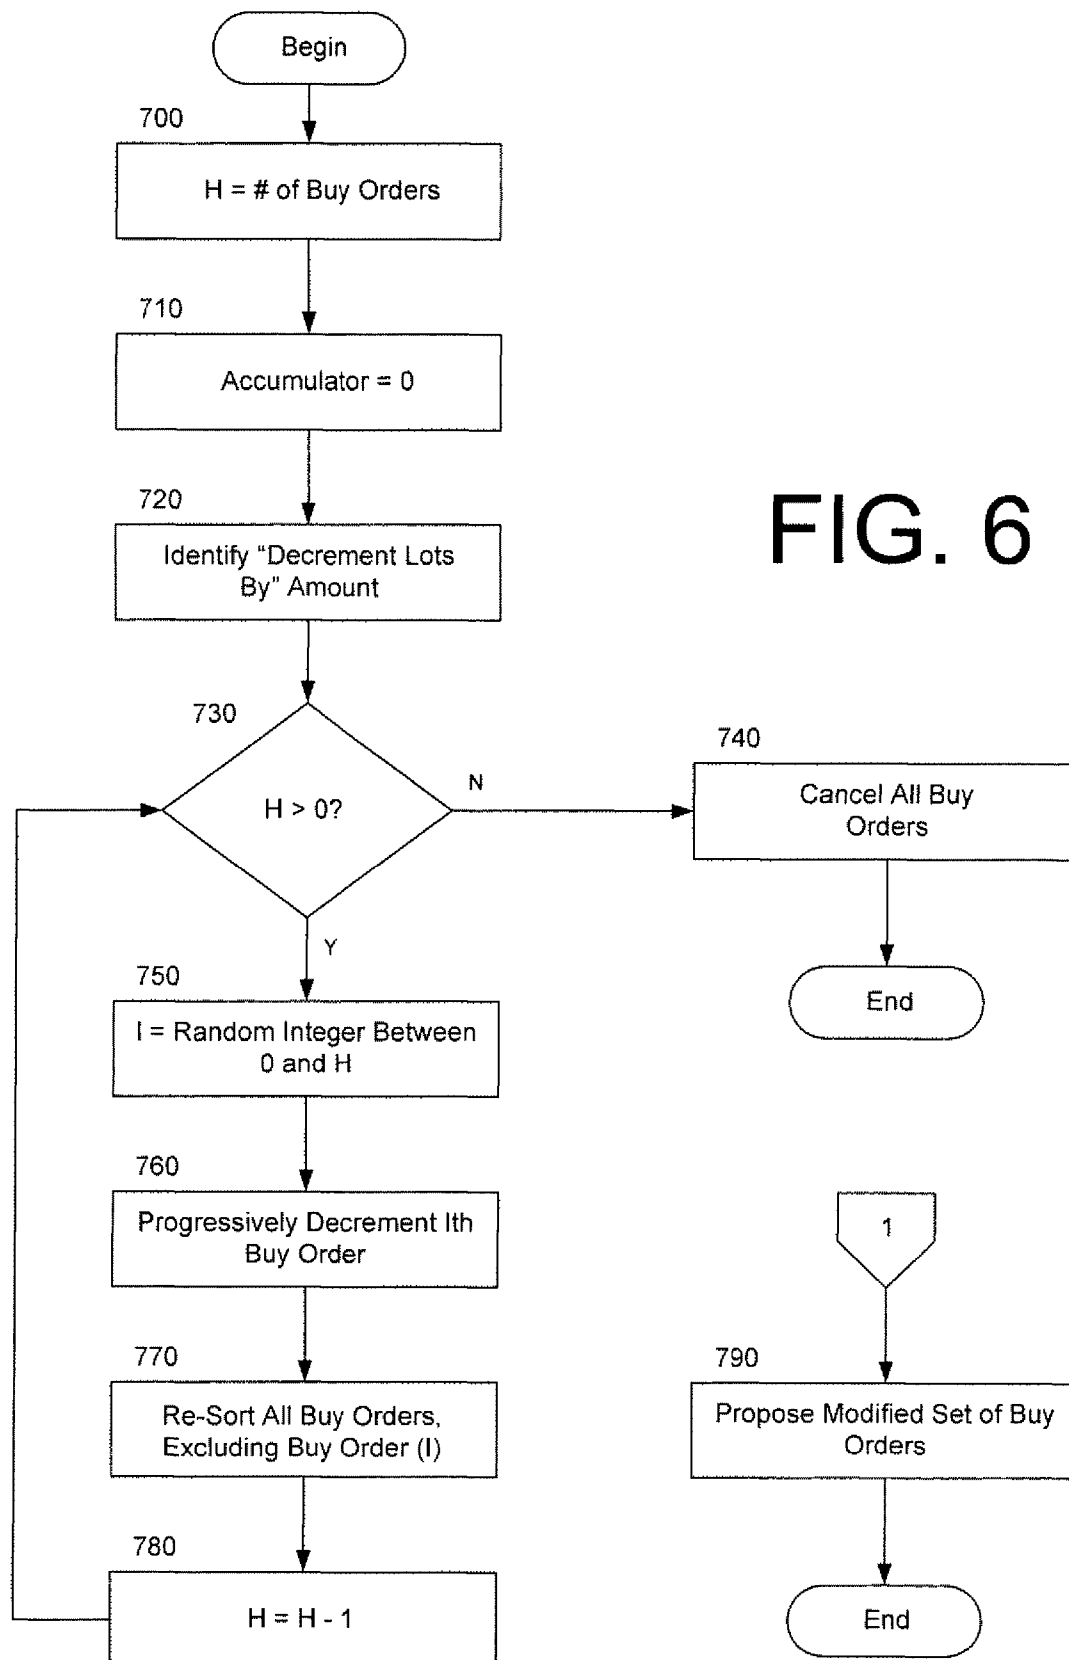 Begin
700
H = # of Buy Orders
710
Accumulator = 0
720
Identify “Decrement Lots
By” Amount
FIG. 6
730
H > 0?
N
740
Cancel All Buy
Orders
End
Y
750
I = Random Integer Between
0 and H
760
Progressively Decrement Ith
Buy Order
770
Re-Sort All Buy Orders,
Excluding Buy Order (I)
780
H = H - 1
1
790
Propose Modified Set of Buy
Orders
End